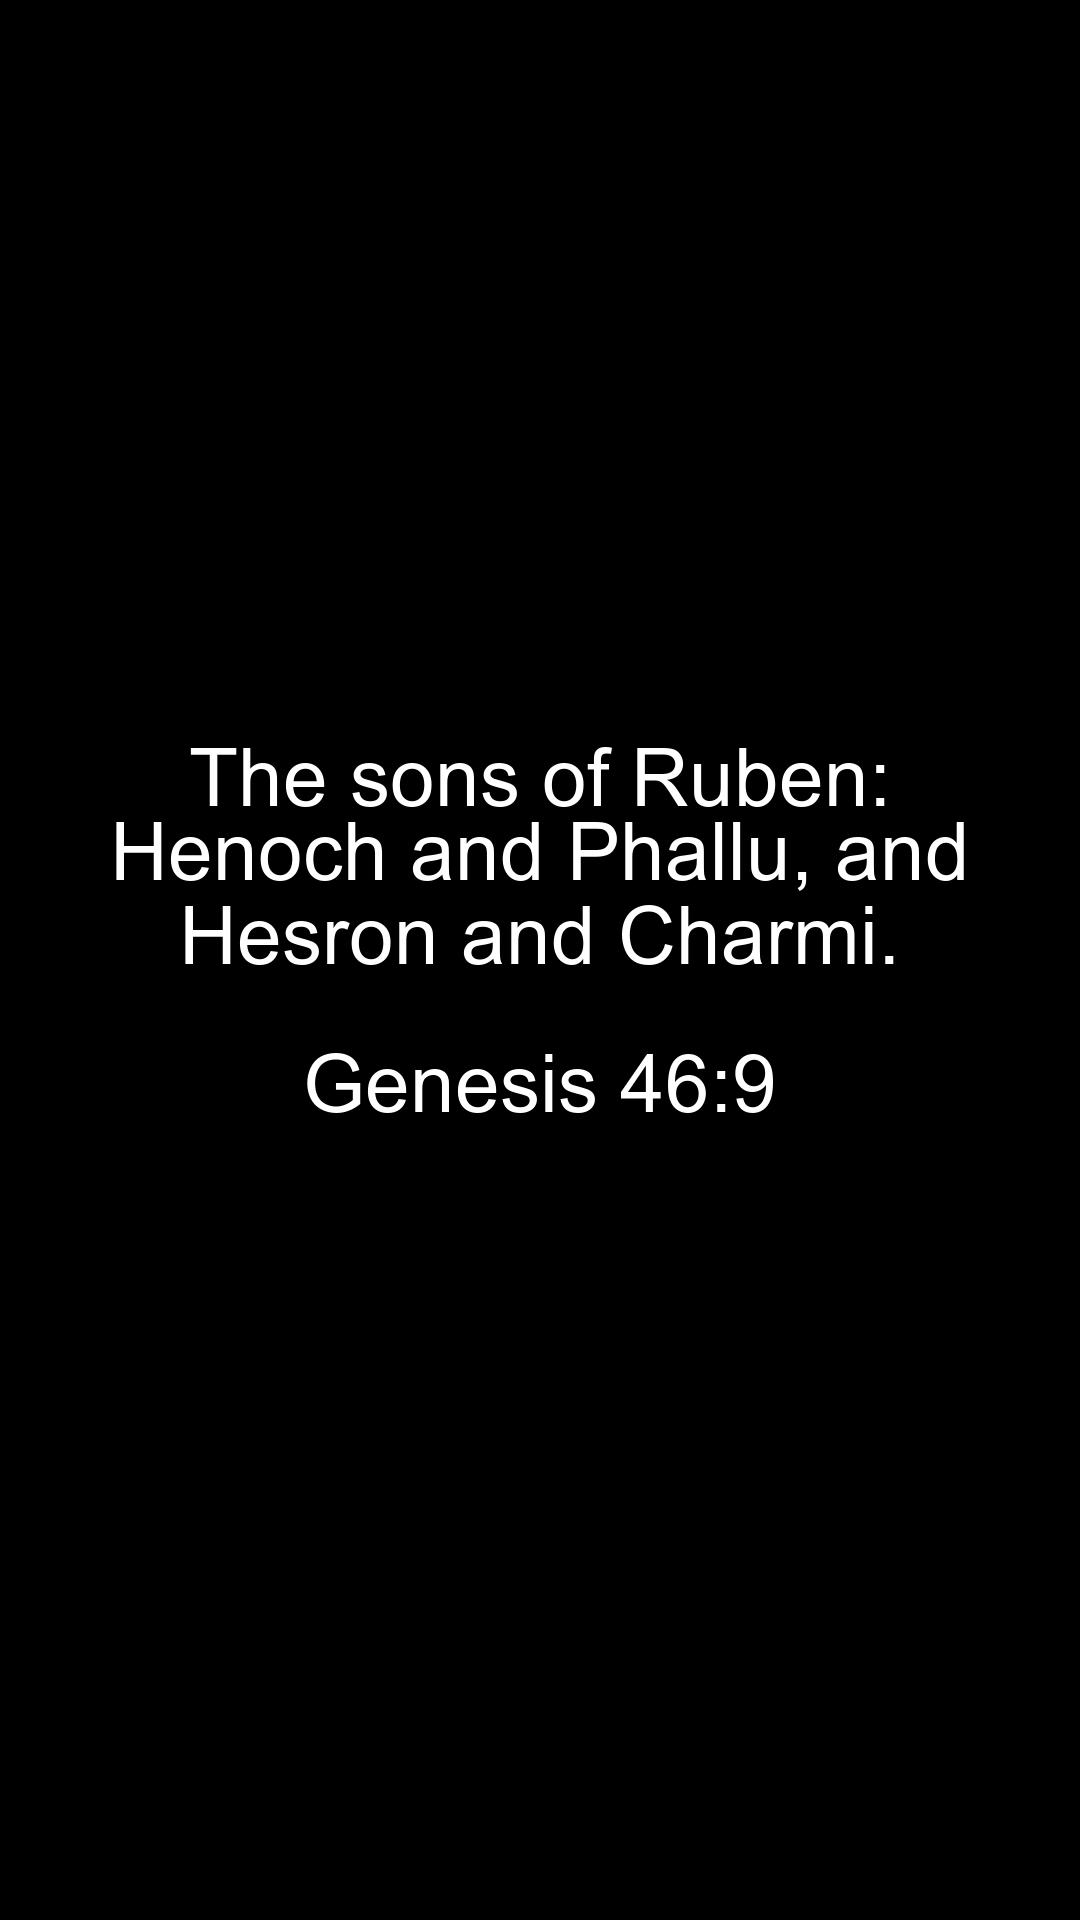 The sons of Ruben:
Henoch and Phallu, and
Hesron and Charmi.
Genesis 46:9